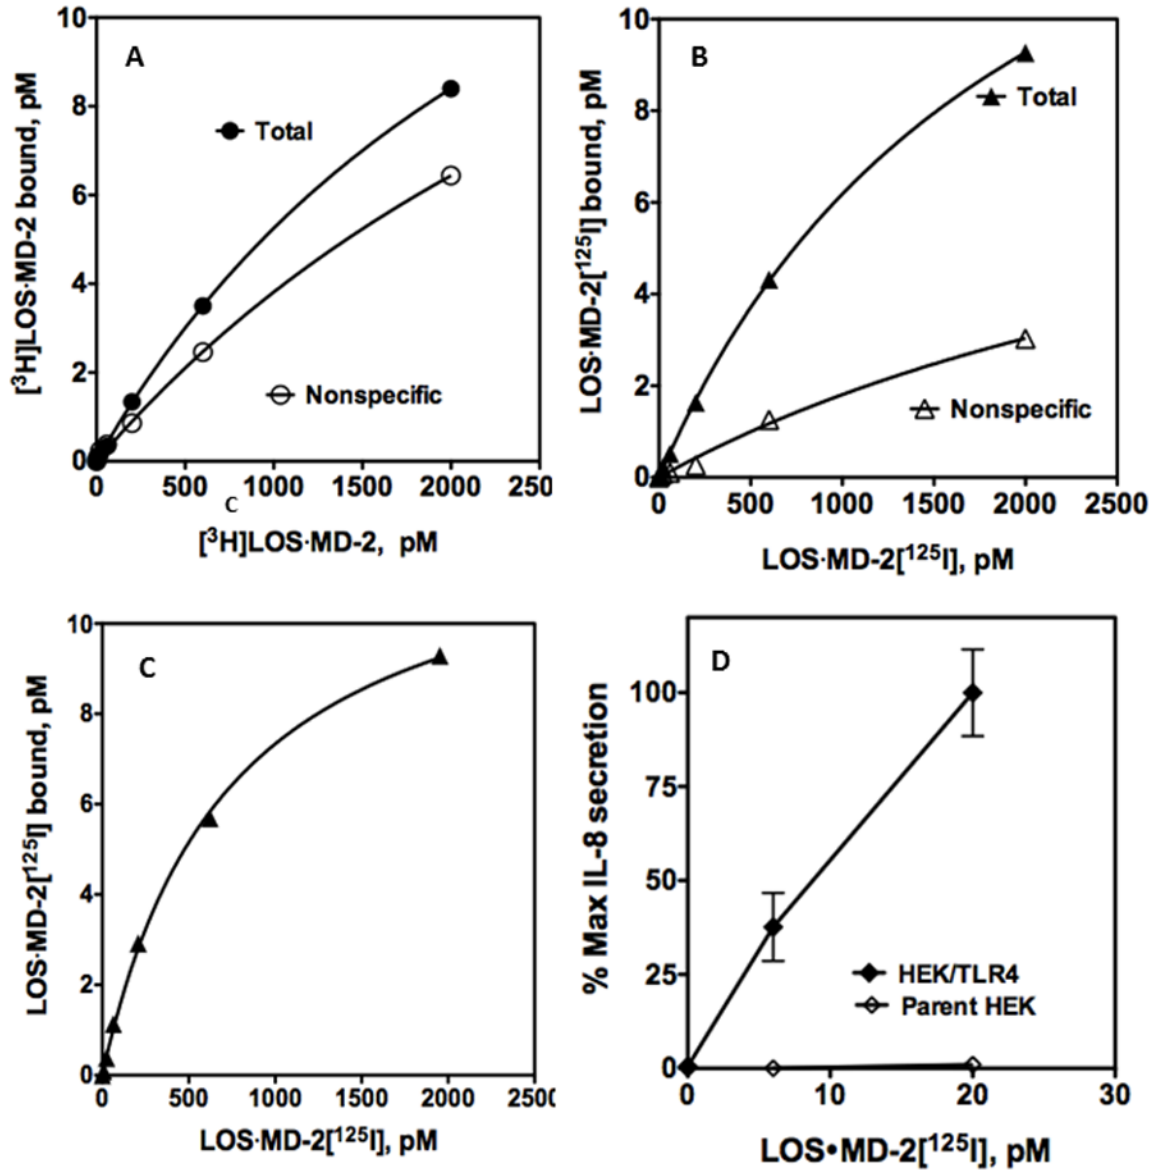 A
10
8
6
4
2
0
[³H]LOS·MD-2 bound, pM
Total
Nonspecific
0 500 1000 1500 2000 250
C
[³H]LOS·MD-2, pM
B
10
8
6
4
2
0
LOS·MD-2[¹²⁵I] bound, pM
Total
Nonspecific
0 500 1000 1500 2000 2500
LOS·MD-2[¹²⁵I], pM
C
10
8
6
4
2
0
LOS·MD-2[¹²⁵I] bound, pM
0 500 1000 1500 2000 2500
LOS·MD-2[¹²⁵I], pM
D
100
75
50
25
0
% Max IL-8 secretion
HEK/TLR4
Parent HEK
0 10 20 30
LOS•MD-2[¹²⁵I], pM